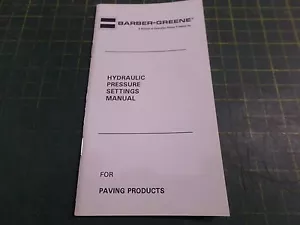 BARBER-GREENE®
HYDRAULIC
PRESSURE
SETTINGS
MANUAL
FOR
PAVING PRODUCTS